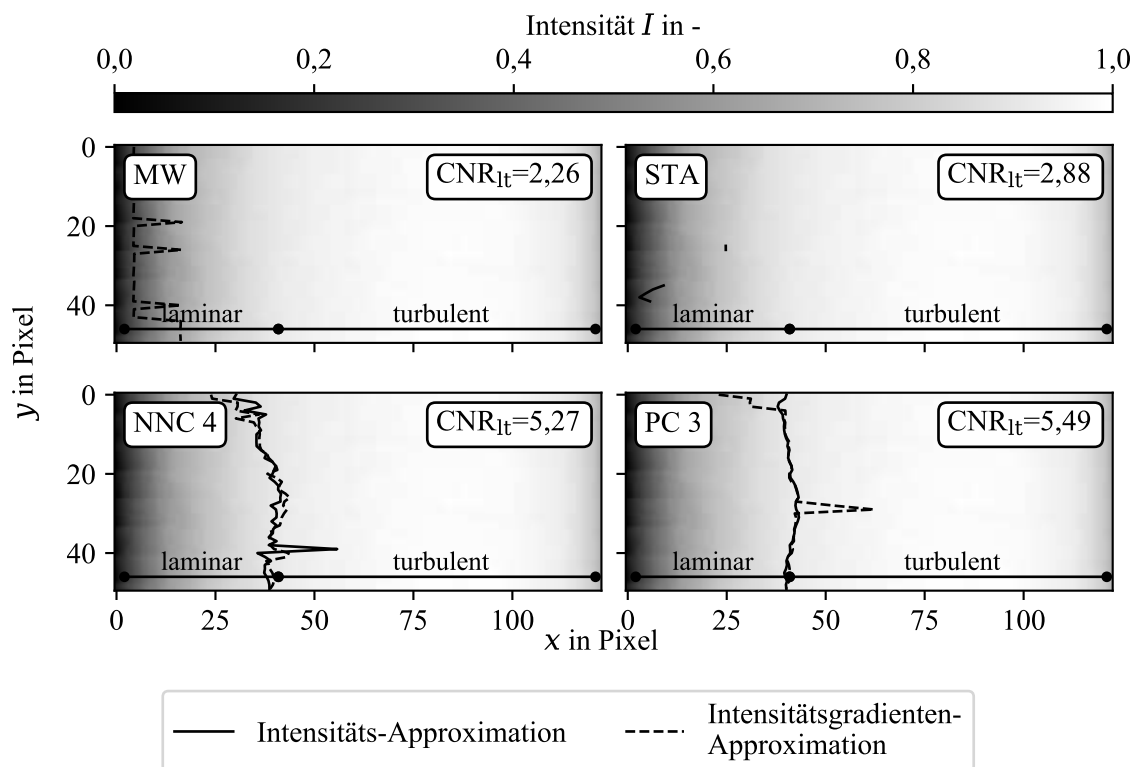 Intensität I in -
0,0 0,2 0,4 0,6 0,8 1,0
0
20
40
y in Pixel
MW
CNRlt=2,26
laminar turbulent
STA
CNRlt=2,88
laminar turbulent
0
20
40
NNC 4
CNRlt=5,27
laminar turbulent
PC 3
CNRlt=5,49
laminar turbulent
0 25 50 75 100 0 25 50 75 100
x in Pixel
Intensitäts-Approximation
Intensitätsgradienten-
Approximation